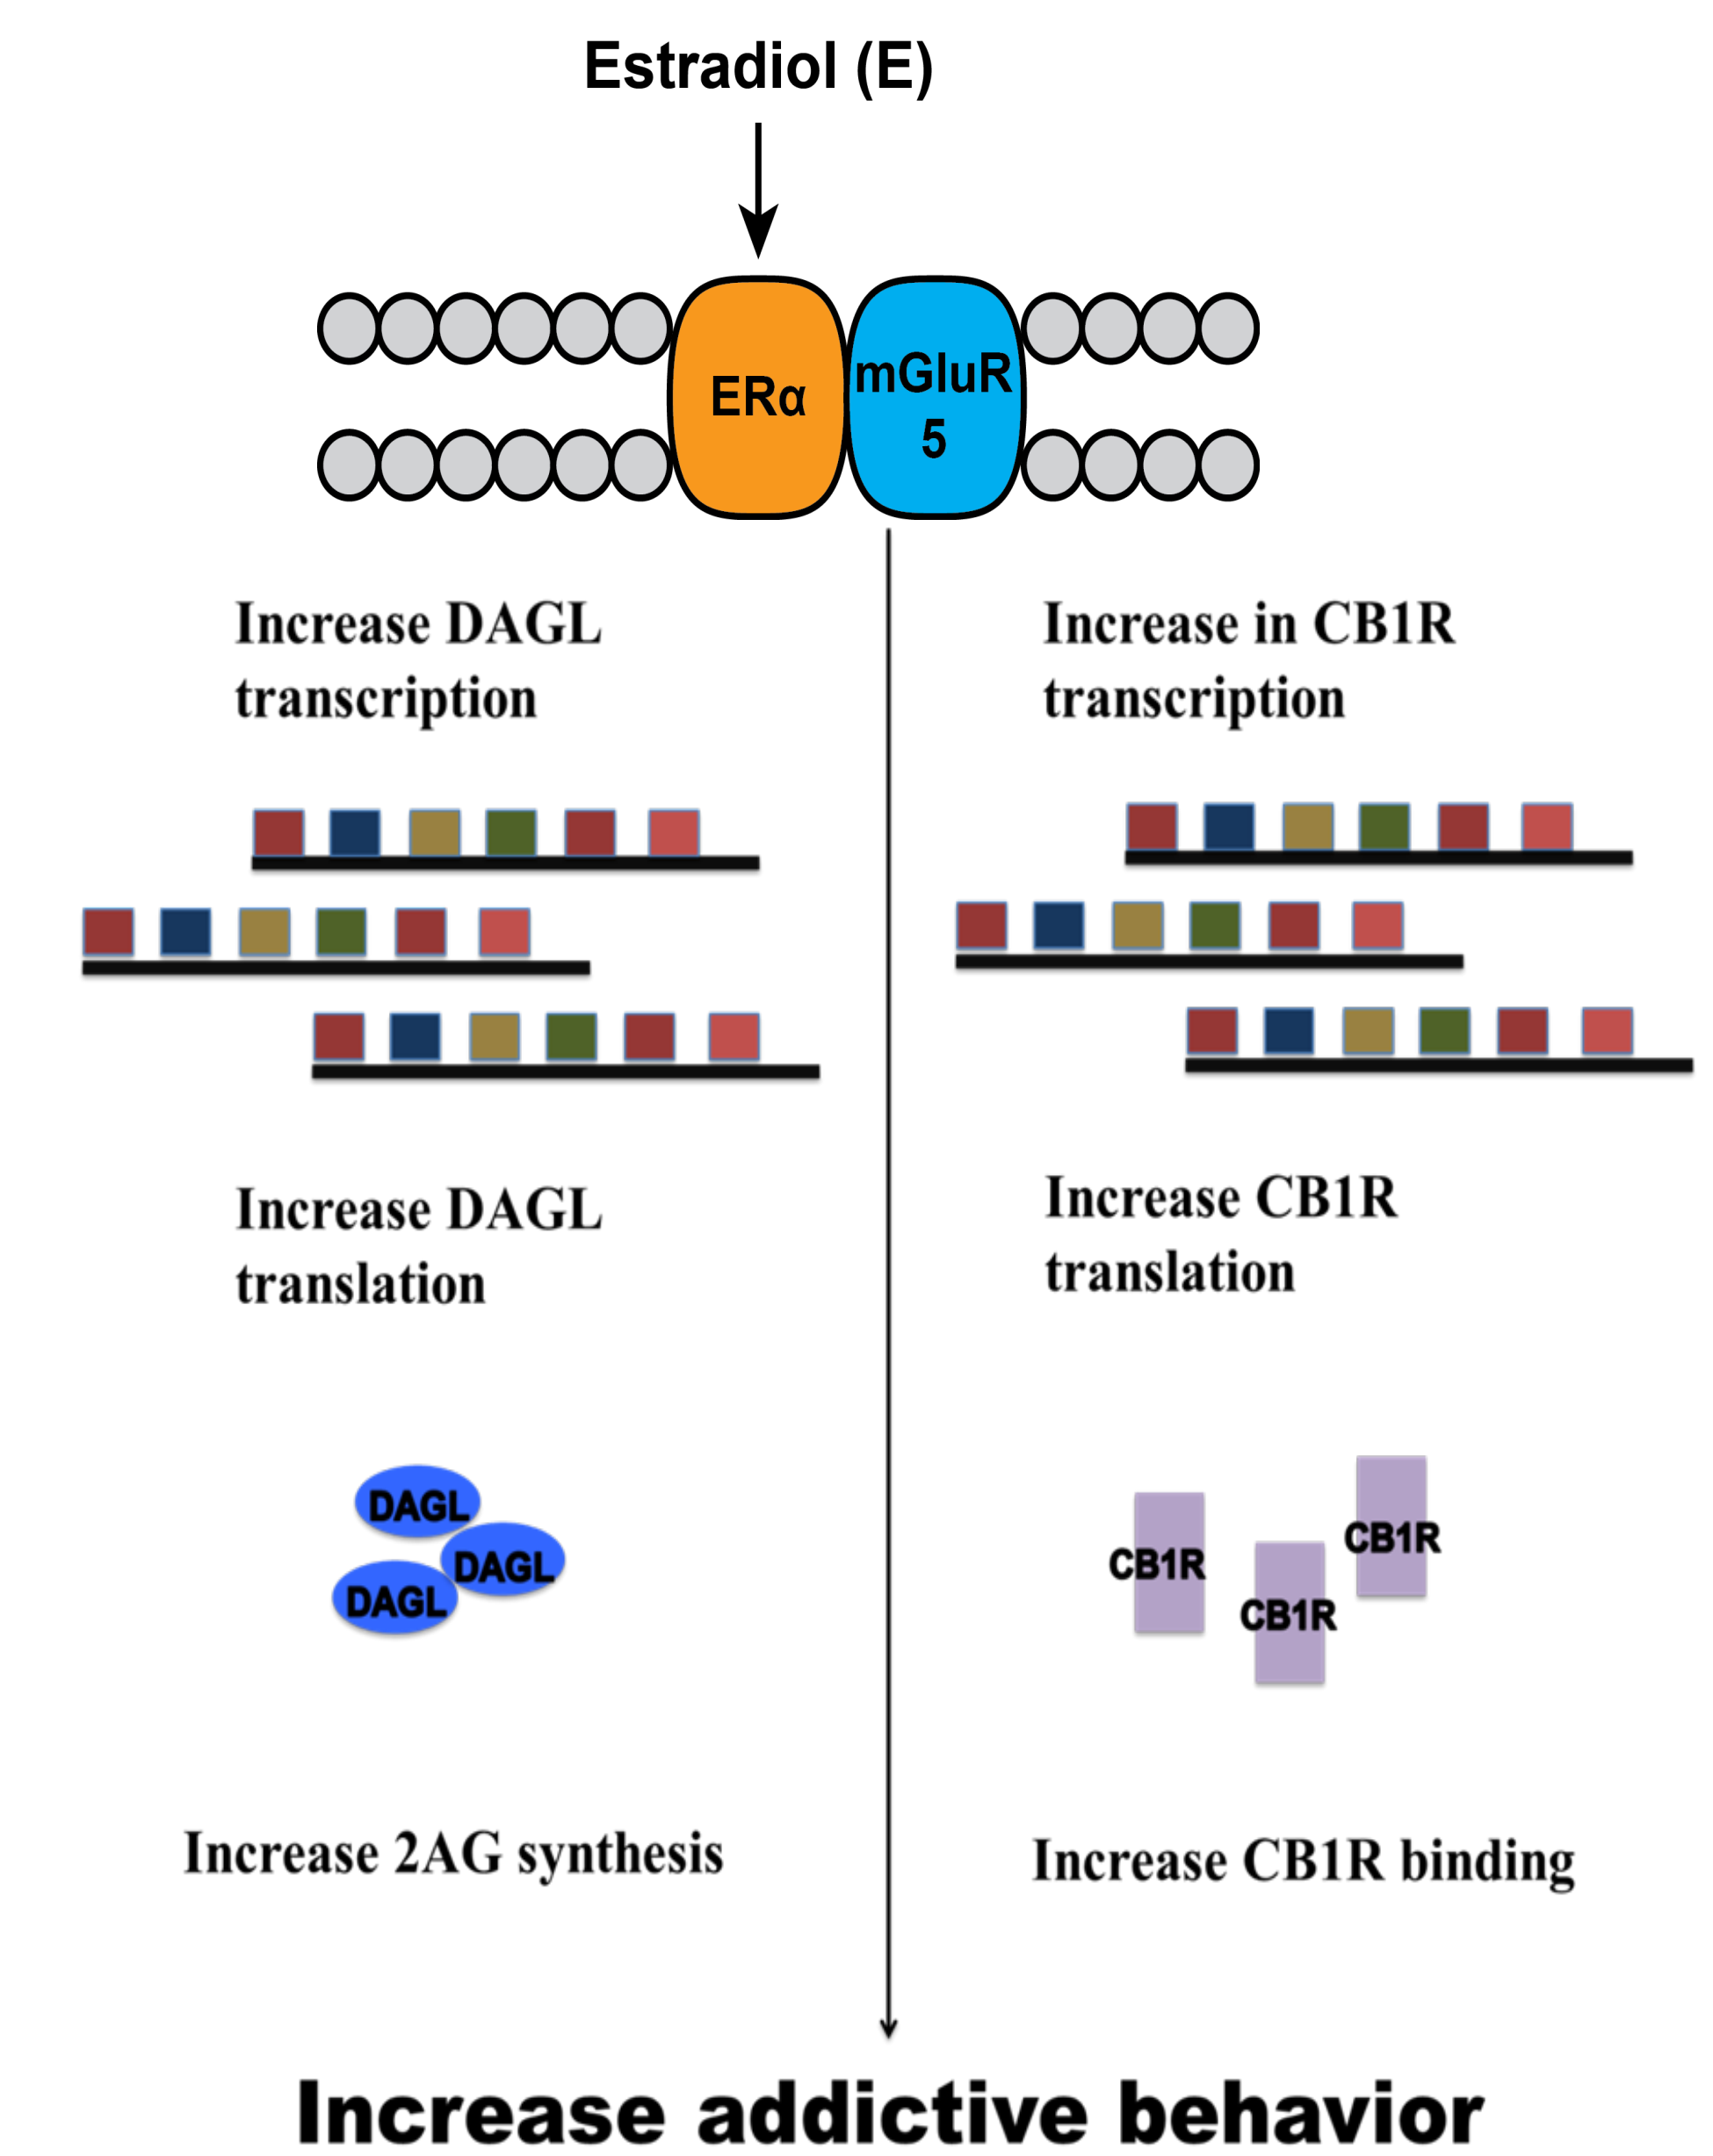 Estradiol (E)
ERα
mGluR
5
Increase DAGL
transcription
Increase in CB1R
transcription
Increase DAGL
translation
Increase CB1R
translation
DAGL
DAGL
DAGL
CB1R
CB1R
CB1R
Increase 2AG synthesis
Increase CB1R binding
Increase addictive behavior